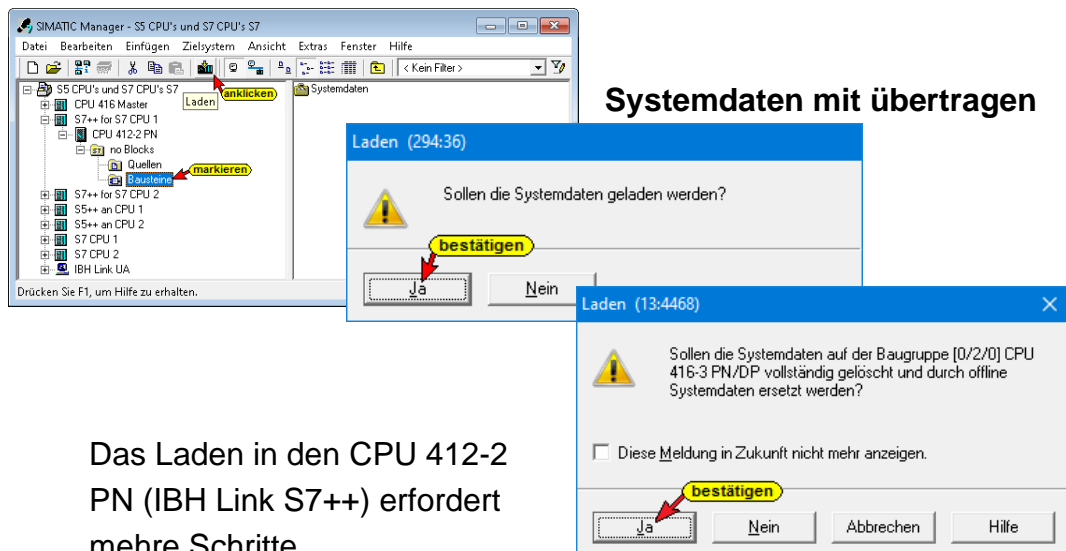 SIMATIC Manager - S5 CPU's und S7 CPU's S7
Datei Bearbeiten Einfügen Zielsystem Ansicht Extras Fenster Hilfe
< Kein Filter >
S5 CPU's und S7 CPU's S7
CPU 416 Master
S7++ for S7 CPU 1
CPU 412-2 PN
no Blocks
Quellen
Bausteine
S7++ for S7 CPU 2
S5++ an CPU 1
S5++ an CPU 2
S7 CPU 1
S7 CPU 2
IBH Link UA
Laden
anklicken
markieren
Systemdaten
Drücken Sie F1, um Hilfe zu erhalten.
Systemdaten mit übertragen
Laden (294:36)
Sollen die Systemdaten geladen werden?
bestätigen
Ja Nein
Laden (13:4468)
Sollen die Systemdaten auf der Baugruppe [0/2/0] CPU
416-3 PN/DP vollständig gelöscht und durch offline
Systemdaten ersetzt werden?
Diese Meldung in Zukunft nicht mehr anzeigen.
bestätigen
Ja Nein Abbrechen Hilfe
Das Laden in den CPU 412-2
PN (IBH Link S7++) erfordert
mehre Schritte